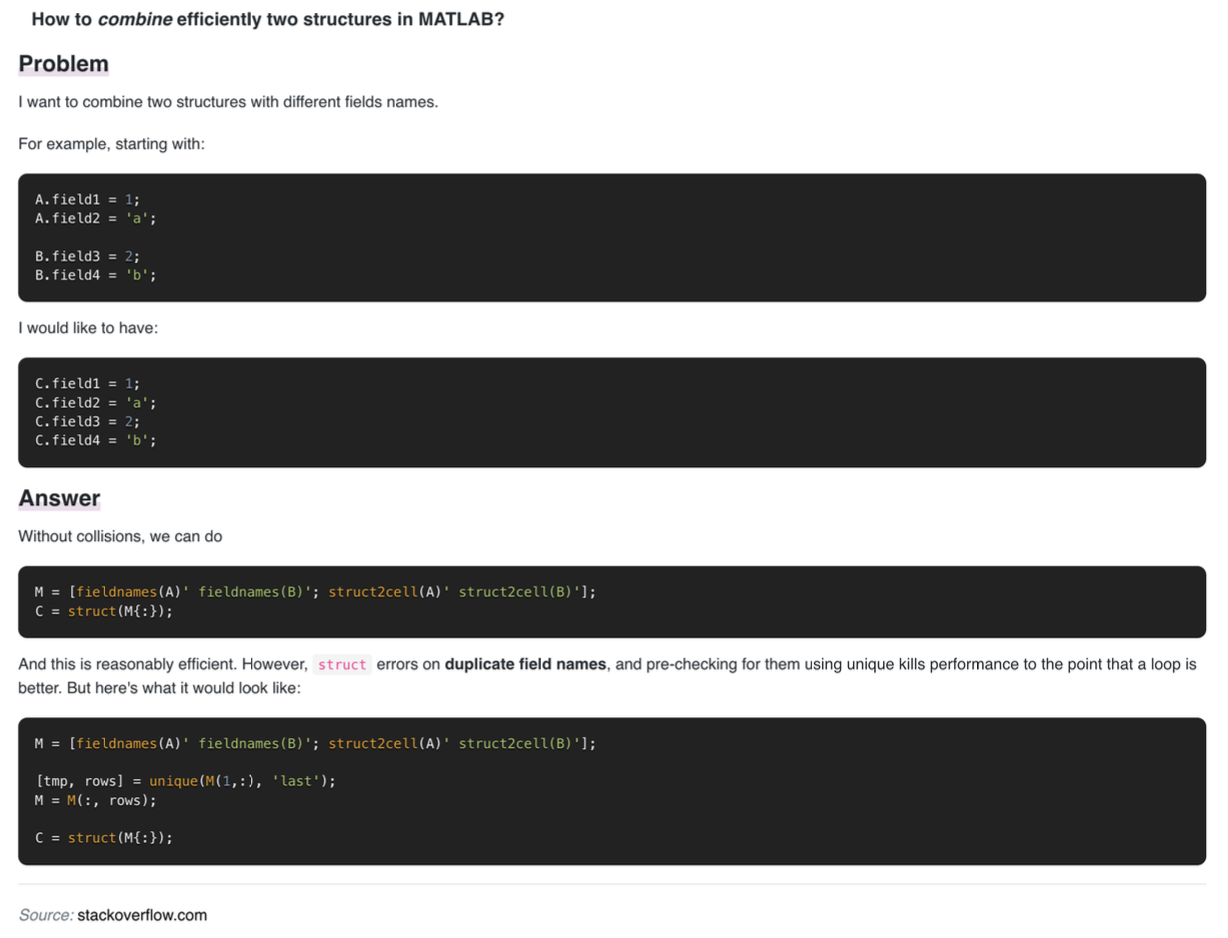 How to combine efficiently two structures in MATLAB?
Problem
I want to combine two structures with different fields names.
For example, starting with:
A.field1 = 1;
A.field2 = 'a';
B.field3 = 2;
B.field4 = 'b';
I would like to have:
C.field1 = 1;
C.field2 = 'a';
C.field3 = 2;
C.field4 = 'b';
Answer
Without collisions, we can do
M = [fieldnames(A)' fieldnames(B)'; struct2cell(A)' struct2cell(B)'];
C = struct(M{:});
And this is reasonably efficient. However, struct errors on duplicate field names, and pre-checking for them using unique kills performance to the point that a loop is
better. But here's what it would look like:
M = [fieldnames(A)' fieldnames(B)'; struct2cell(A)' struct2cell(B)'];
[tmp, rows] = unique(M(1,:), 'last');
M = M(:, rows);
C = struct(M{:});
Source: stackoverflow.com